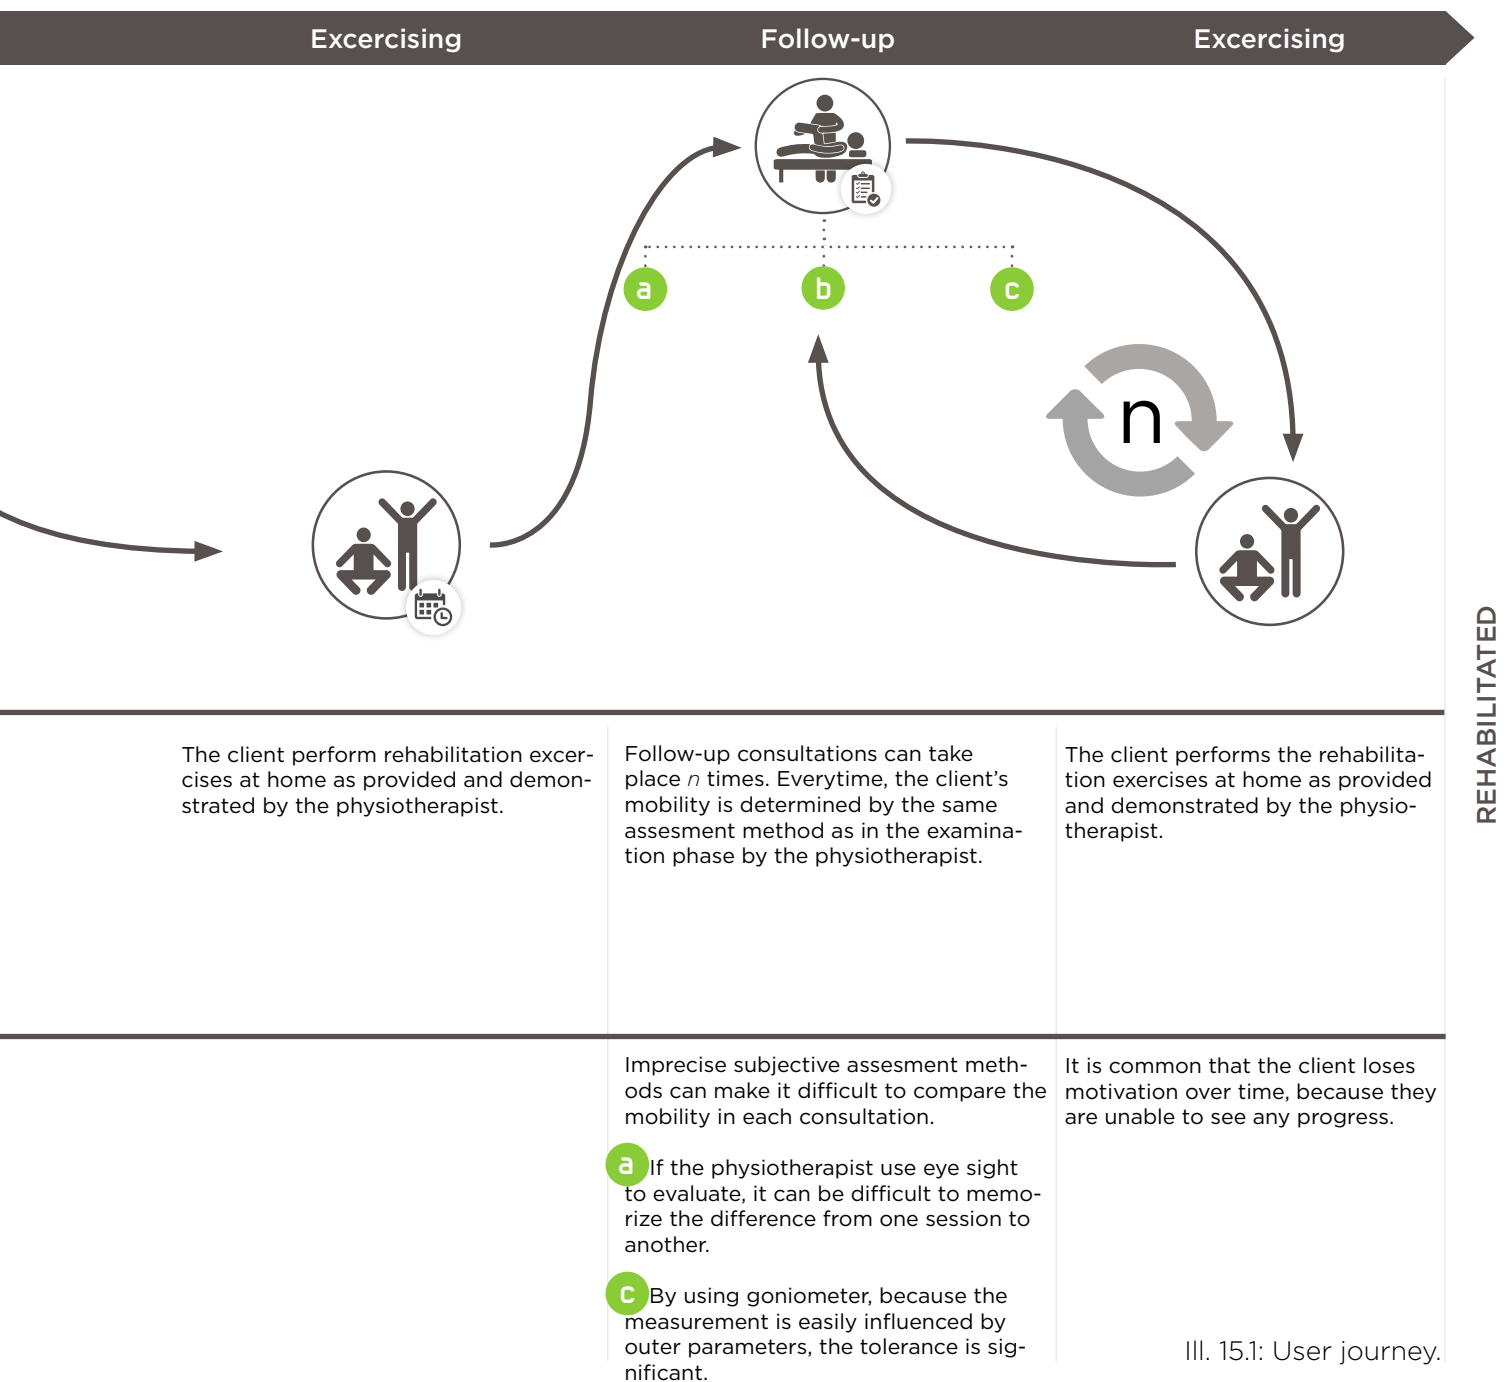 Excercising
Follow-up
Excercising
a
b
c
n
REHABILITATED
The client perform rehabilitation excer-
cises at home as provided and demon-
strated by the physiotherapist.
Follow-up consultations can take
place n times. Everytime, the client’s
mobility is determined by the same
assesment method as in the examina-
tion phase by the physiotherapist.
The client performs the rehabilita-
tion exercises at home as provided
and demonstrated by the physio-
therapist.
Imprecise subjective assesment meth-
ods can make it difficult to compare the
mobility in each consultation.
a If the physiotherapist use eye sight
to evaluate, it can be difficult to memo-
rize the difference from one session to
another.
c By using goniometer, because the
measurement is easily influenced by
outer parameters, the tolerance is sig-
nificant.
It is common that the client loses
motivation over time, because they
are unable to see any progress.
Ill. 15.1: User journey.